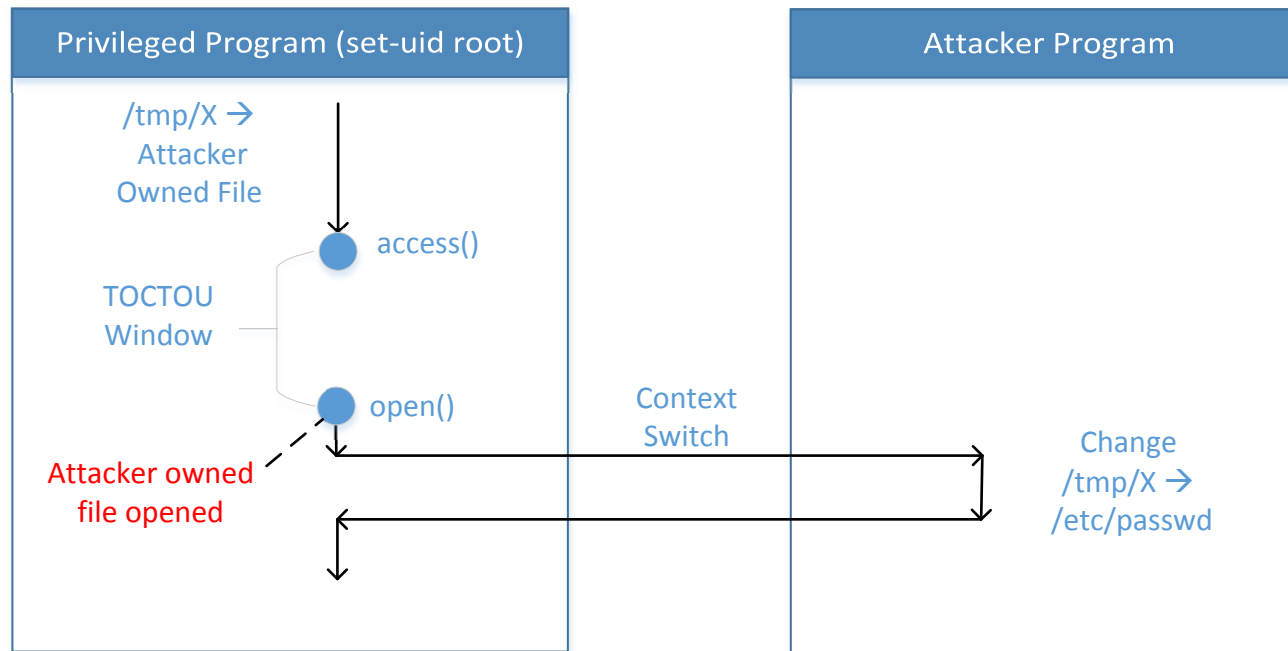 Privileged Program (set-uid root)
Attacker Program
/tmp/X →
Attacker
Owned File
access()
TOCTOU
Window
open()
Context
Switch
Attacker owned
file opened
Change
/tmp/X →
/etc/passwd